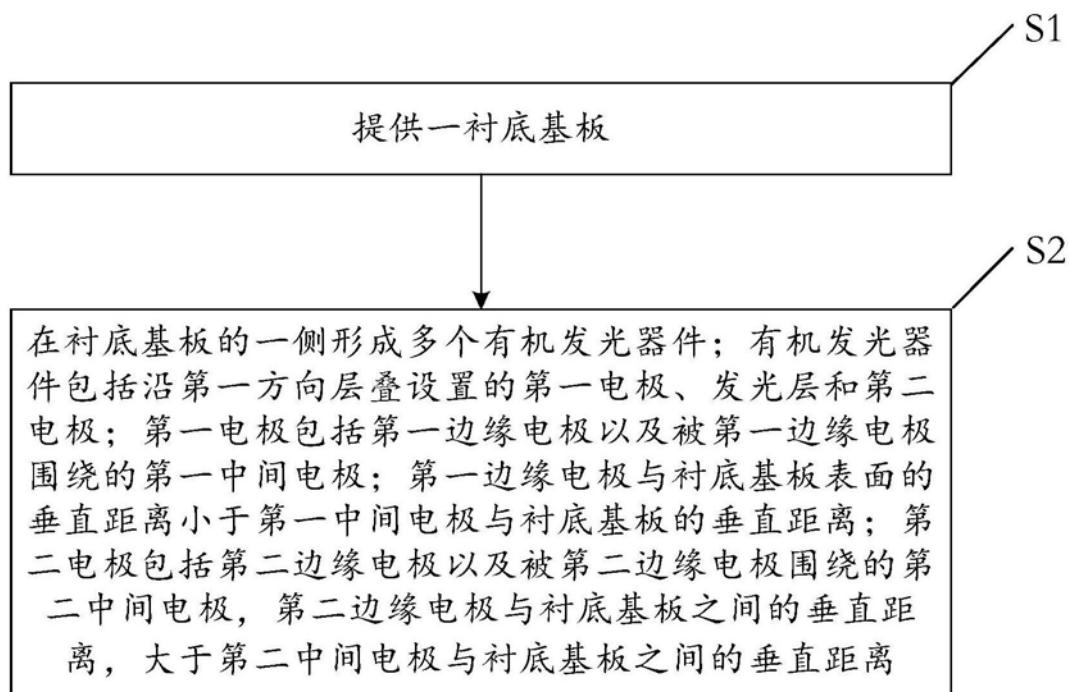 S1
提供一衬底基板
S2
在衬底基板的一侧形成多个有机发光器件；有机发光器
件包括沿第一方向层叠设置的第一电极、发光层和第二
电极；第一电极包括第一边缘电极以及被第一边缘电极
围绕的第一中间电极；第一边缘电极与衬底基板表面的
垂直距离小于第一中间电极与衬底基板的垂直距离；第
二电极包括第二边缘电极以及被第二边缘电极围绕的第
二中间电极，第二边缘电极与衬底基板之间的垂直距
离，大于第二中间电极与衬底基板之间的垂直距离